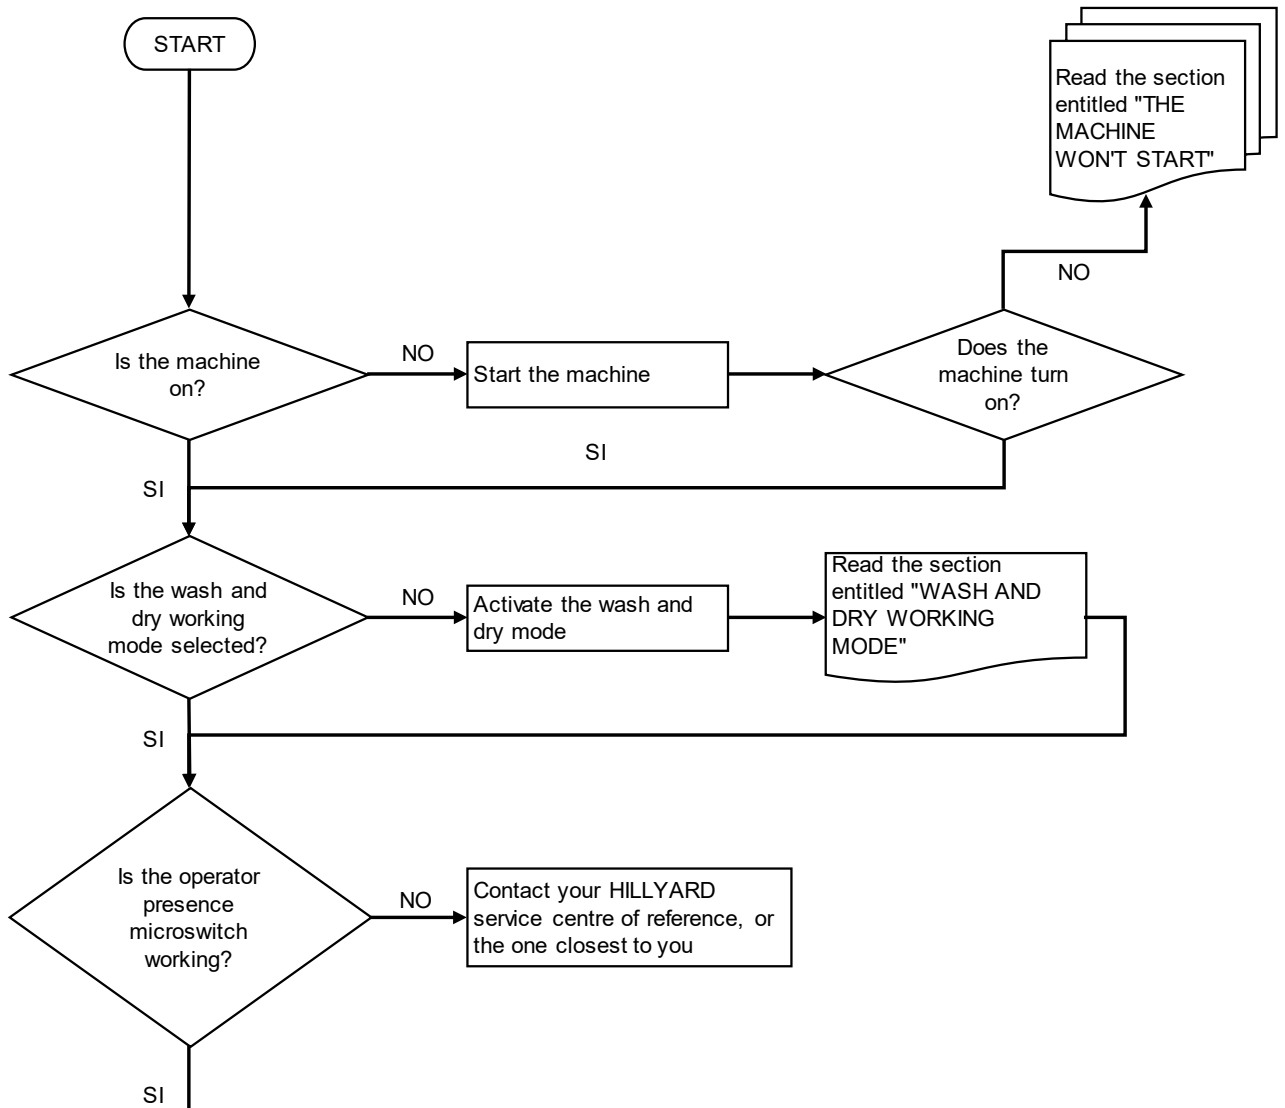 START
Read the section
entitled "THE
MACHINE
WON'T START"
NO
Is the machine
on?
NO
Start the machine
Does the
machine turn
on?
SI
SI
Is the wash and
dry working
mode selected?
NO
Activate the wash and
dry mode
Read the section
entitled "WASH AND
DRY WORKING
MODE"
SI
Is the operator
presence
microswitch
working?
NO
Contact your HILLYARD
service centre of reference, or
the one closest to you
SI